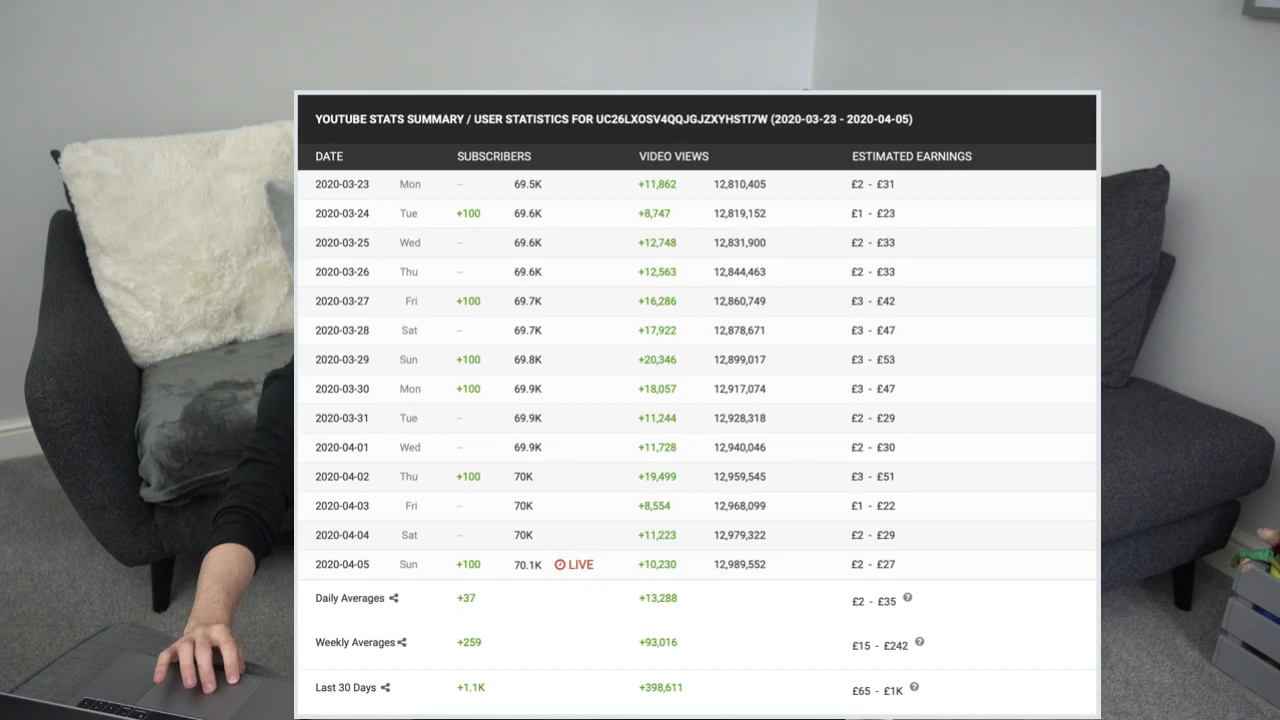 YOUTUBE STATS SUMMARY / USER STATISTICS FOR UC26LXOSV4QQJGJZXYHSTI7W (2020-03-23 - 2020-04-05)
DATE SUBSCRIBERS VIDEO VIEWS ESTIMATED EARNINGS
2020-03-23 Mon – 69.5K +11,862 12,810,405 £2 - £31
2020-03-24 Tue +100 69.6K +8,747 12,819,152 £1 - £23
2020-03-25 Wed – 69.6K +12,748 12,831,900 £2 - £33
2020-03-26 Thu – 69.6K +12,563 12,844,463 £2 - £33
2020-03-27 Fri +100 69.7K +16,286 12,860,749 £3 - £42
2020-03-28 Sat – 69.7K +17,922 12,878,671 £3 - £47
2020-03-29 Sun +100 69.8K +20,346 12,899,017 £3 - £53
2020-03-30 Mon +100 69.9K +18,057 12,917,074 £3 - £47
2020-03-31 Tue – 69.9K +11,244 12,928,318 £2 - £29
2020-04-01 Wed – 69.9K +11,728 12,940,046 £2 - £30
2020-04-02 Thu +100 70K +19,499 12,959,545 £3 - £51
2020-04-03 Fri – 70K +8,554 12,968,099 £1 - £22
2020-04-04 Sat – 70K +11,223 12,979,322 £2 - £29
2020-04-05 Sun +100 70.1K LIVE +10,230 12,989,552 £2 - £27
Daily Averages +37 +13,288 £2 - £35 ?
Weekly Averages +259 +93,016 £15 - £242 ?
Last 30 Days +1.1K +398,611 £65 - £1K ?